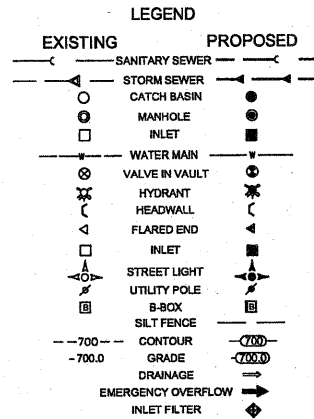 LEGEND
EXISTING PROPOSED
SANITARY SEWER
STORM SEWER
CATCH BASIN
MANHOLE
INLET
W WATER MAIN W
VALVE IN VAULT
HYDRANT
HEADWALL
FLARED END
INLET
STREET LIGHT
UTILITY POLE
B B-BOX B
SILT FENCE
---700--- CONTOUR 700
-700.0 GRADE 700.0
DRAINAGE
EMERGENCY OVERFLOW
INLET FILTER